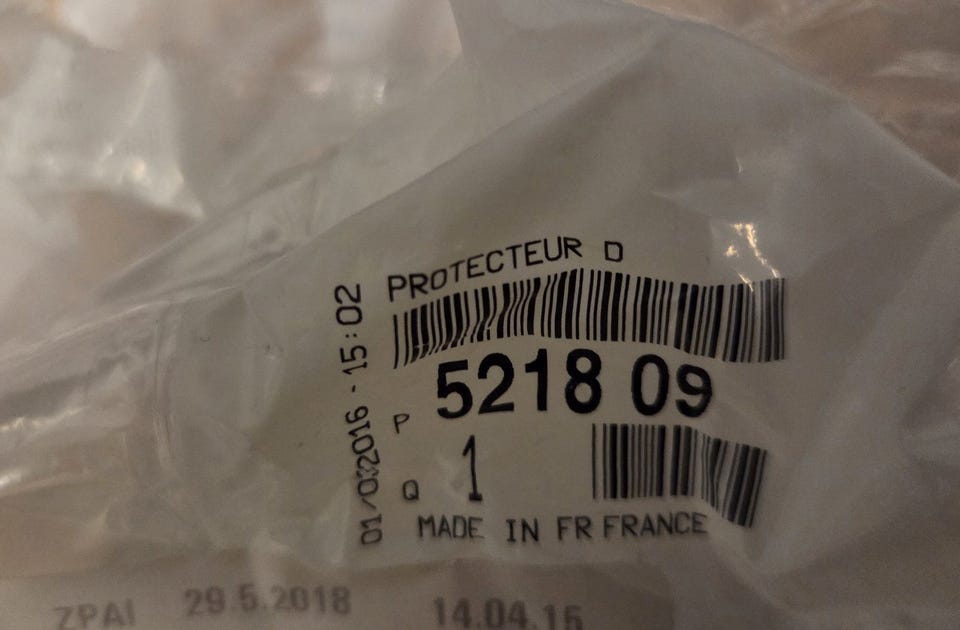 PROTECTEUR D
01/03/2016 - 15:02
P 5218 09
Q 1
MADE IN FR FRANCE
ZPAI 29.5.2018 14.04.15